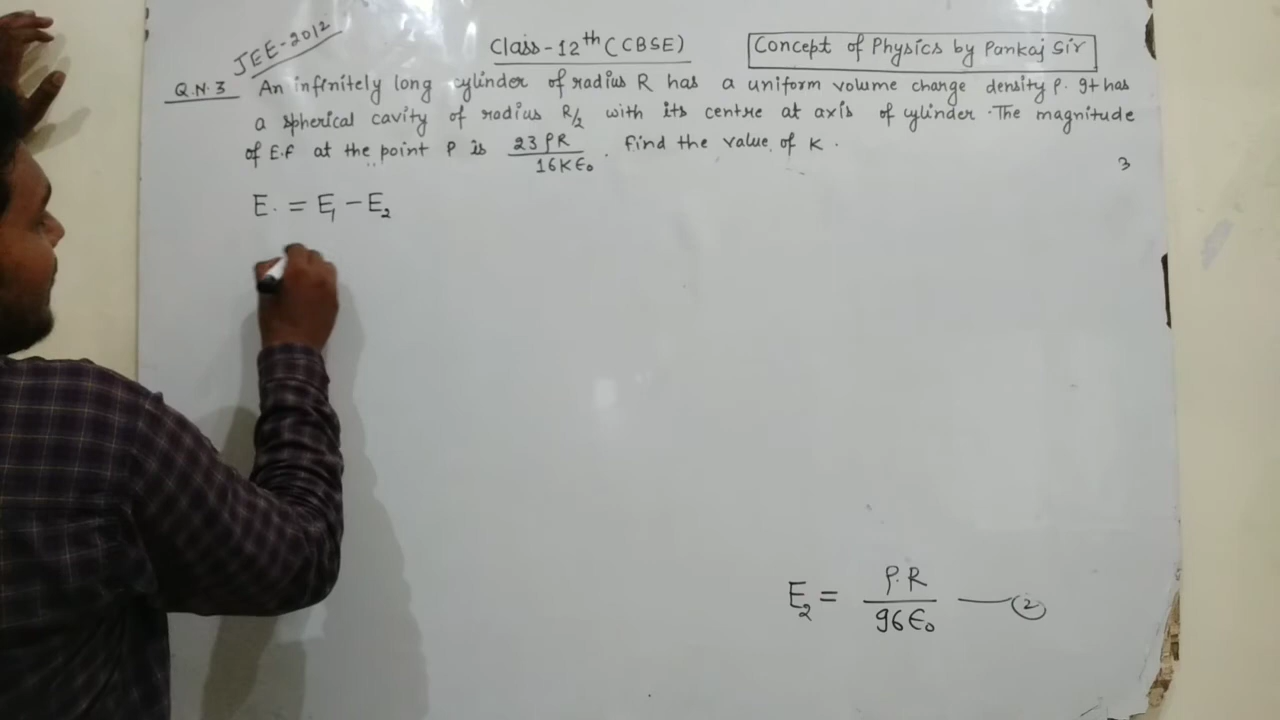 JEE-2012
Class-12th (CBSE)
Concept of Physics by Pankaj Sir
Q.N.3 An infinitely long cylinder of radius R has a uniform volume change density ρ. It has
a spherical cavity of radius R/2 with its centre at axis of cylinder. The magnitude
of E.F at the point P is 23ρR/16Kϵ₀. Find the value of K.
3
E. = E₁ - E₂
E₂ = ρ.R/96ϵ₀ — ②